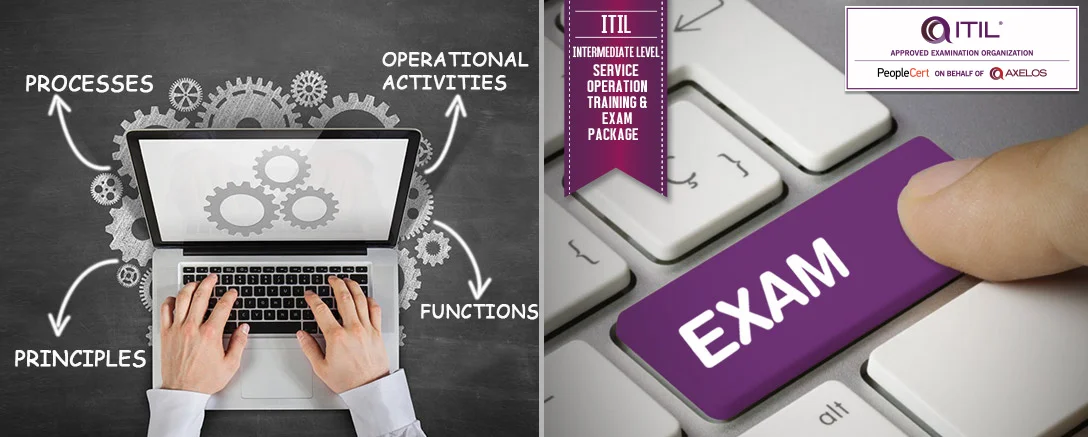 PROCESSES
OPERATIONAL
ACTIVITIES
FUNCTIONS
PRINCIPLES
ITIL
INTERMEDIATE LEVEL
SERVICE
OPERATION
TRAINING &
EXAM
PACKAGE
ITIL®
APPROVED EXAMINATION ORGANIZATION
PeopleCert ON BEHALF OF AXELOS
EXAM
alt